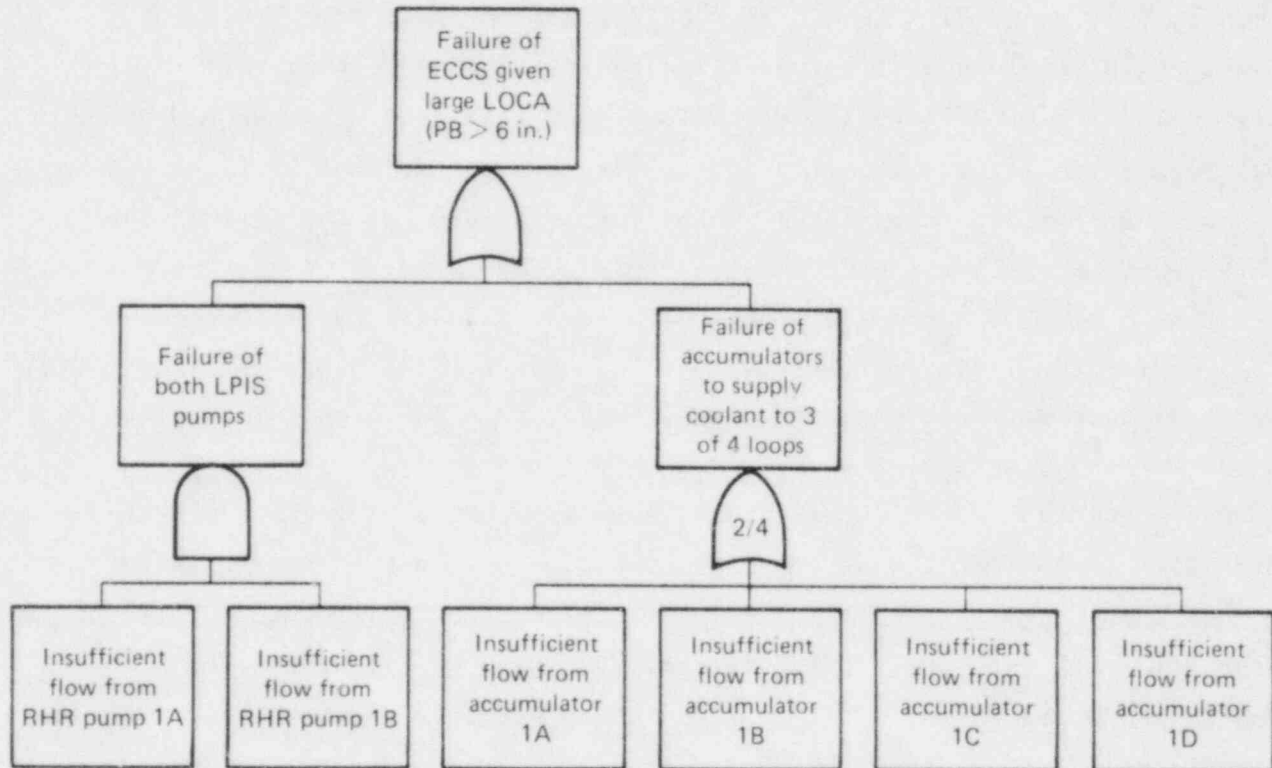 Failure of
ECCS given
large LOCA
(PB > 6 in.)
Failure of
both LPIS
pumps
Failure of
accumulators
to supply
coolant to 3
of 4 loops
2/4
Insufficient
flow from
RHR pump 1A
Insufficient
flow from
RHR pump 1B
Insufficient
flow from
accumulator
1A
Insufficient
flow from
accumulator
1B
Insufficient
flow from
accumulator
1C
Insufficient
flow from
accumulator
1D